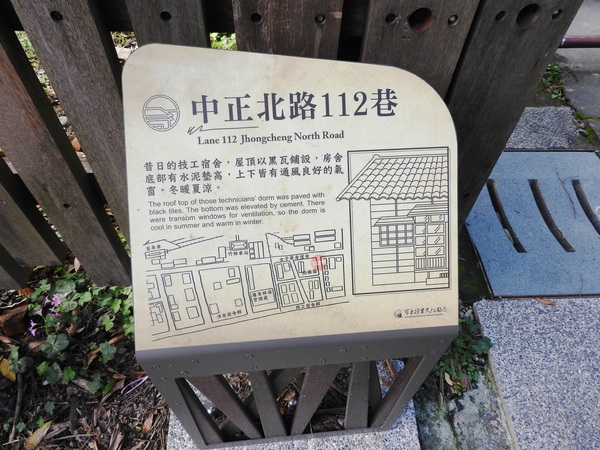 中正北路112巷
Lane 112 Jhongcheng North Road
昔日的技工宿舍，屋頂以黑瓦鋪設，房舍
底部有水泥墊高，上下皆有通風良好的氣
窗，冬暖夏涼。
The roof top of those technicians' dorm was paved with
black tiles. The bottom was elevated by cement. There
were transom windows for ventilation, so the dorm is
cool in summer and warm in winter.
竹林車站